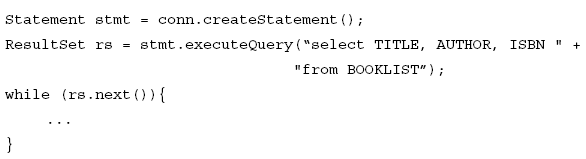 Statement stmt = conn.createStatement();
ResultSet rs = stmt.executeQuery(“select TITLE, AUTHOR, ISBN " +
"from BOOKLIST”);
while (rs.next()){
...
}